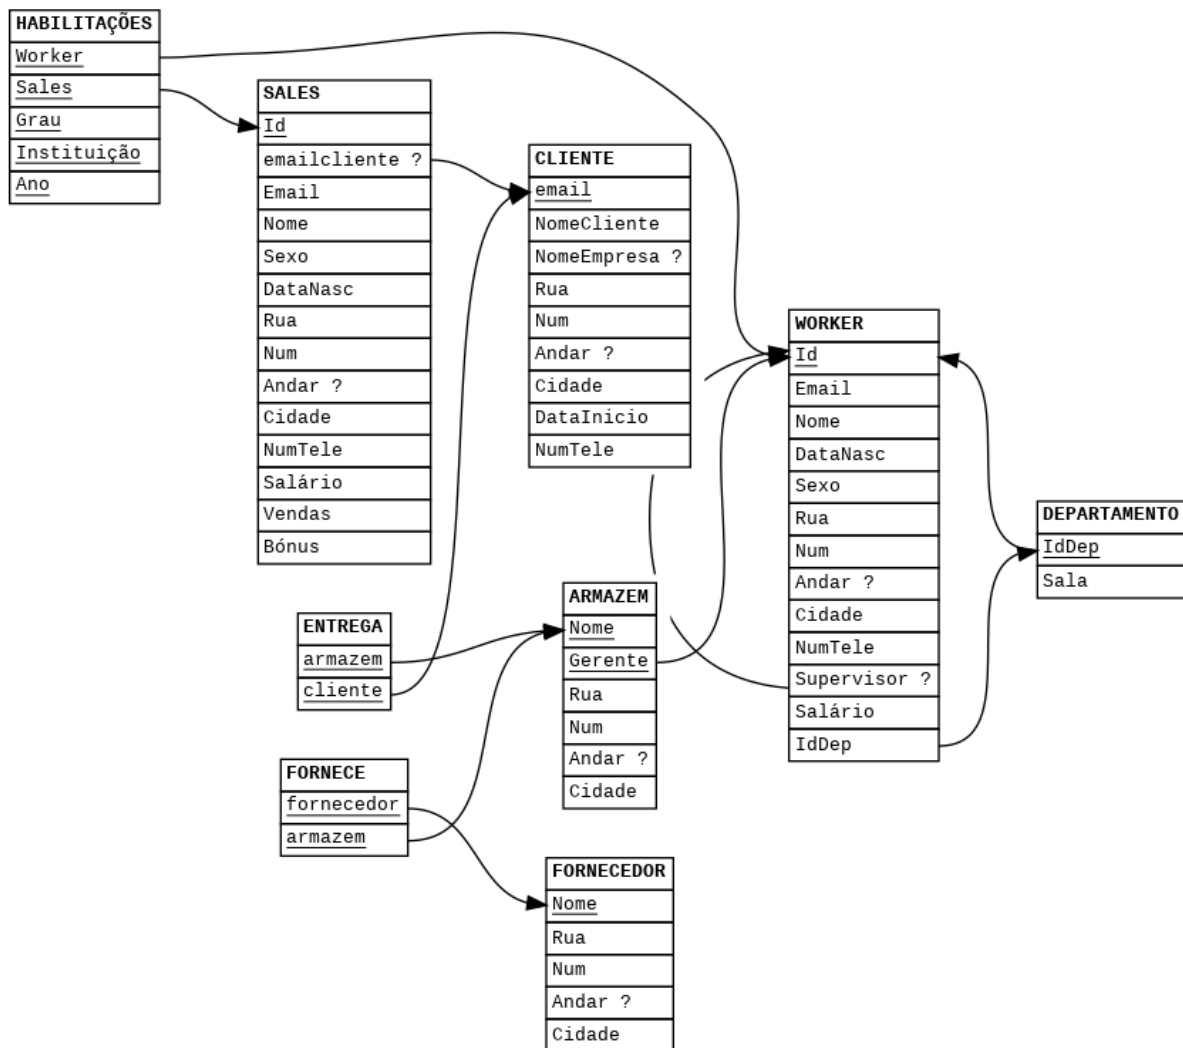 HABILITAÇÕES
Worker
Sales
Grau
Instituição
Ano
SALES
Id
emailcliente ?
Email
Nome
Sexo
DataNasc
Rua
Num
Andar ?
Cidade
NumTele
Salário
Vendas
Bónus
CLIENTE
email
NomeCliente
NomeEmpresa ?
Rua
Num
Andar ?
Cidade
DataInicio
NumTele
WORKER
Id
Email
Nome
DataNasc
Sexo
Rua
Num
Andar ?
Cidade
NumTele
Supervisor ?
Salário
IdDep
DEPARTAMENTO
IdDep
Sala
ENTREGA
armazem
cliente
ARMAZEM
Nome
Gerente
Rua
Num
Andar ?
Cidade
FORNECE
fornecedor
armazem
FORNECEDOR
Nome
Rua
Num
Andar ?
Cidade